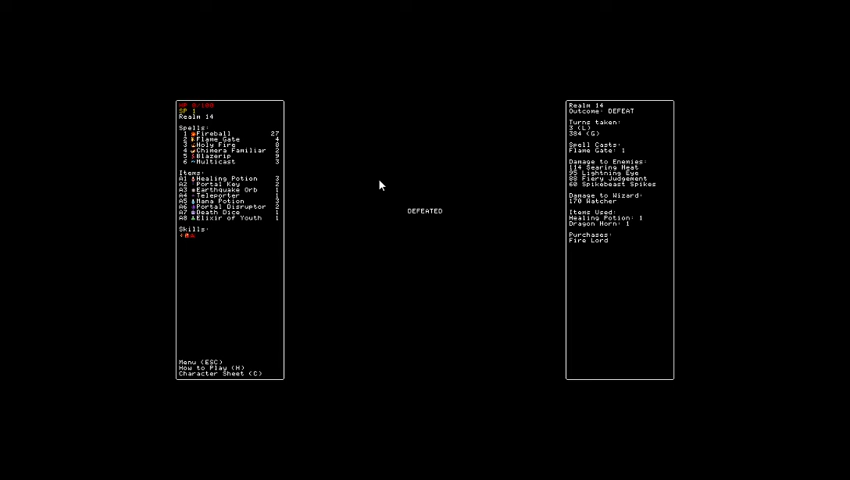 HP 0/100
SP 1
Realm 14
Spells:
1 Fireball 27
2 Flame Gate 4
3 Holy Fire 8
4 Chimera Familiar 2
5 Blazerip 9
6 Multicast 3
Items:
A1 Healing Potion 3
A2 Portal Key 2
A3 Earthquake Orb 1
A4 Teleporter 1
A5 Mana Potion 3
A6 Portal Disruptor 2
A7 Death Dice 1
A8 Elixir of Youth 1
Skills:
Menu (ESC)
How to Play (H)
Character Sheet (C)
DEFEATED
Realm 14
Outcome: DEFEAT
Turns taken:
3 (L)
384 (G)
Spell Casts:
Flame Gate: 1
Damage to Enemies:
114 Searing Heat
95 Lightning Eye
88 Fiery Judgement
60 Spikebeast Spikes
Damage to Wizard:
170 Watcher
Items Used:
Healing Potion: 1
Dragon Horn: 1
Purchases:
Fire Lord